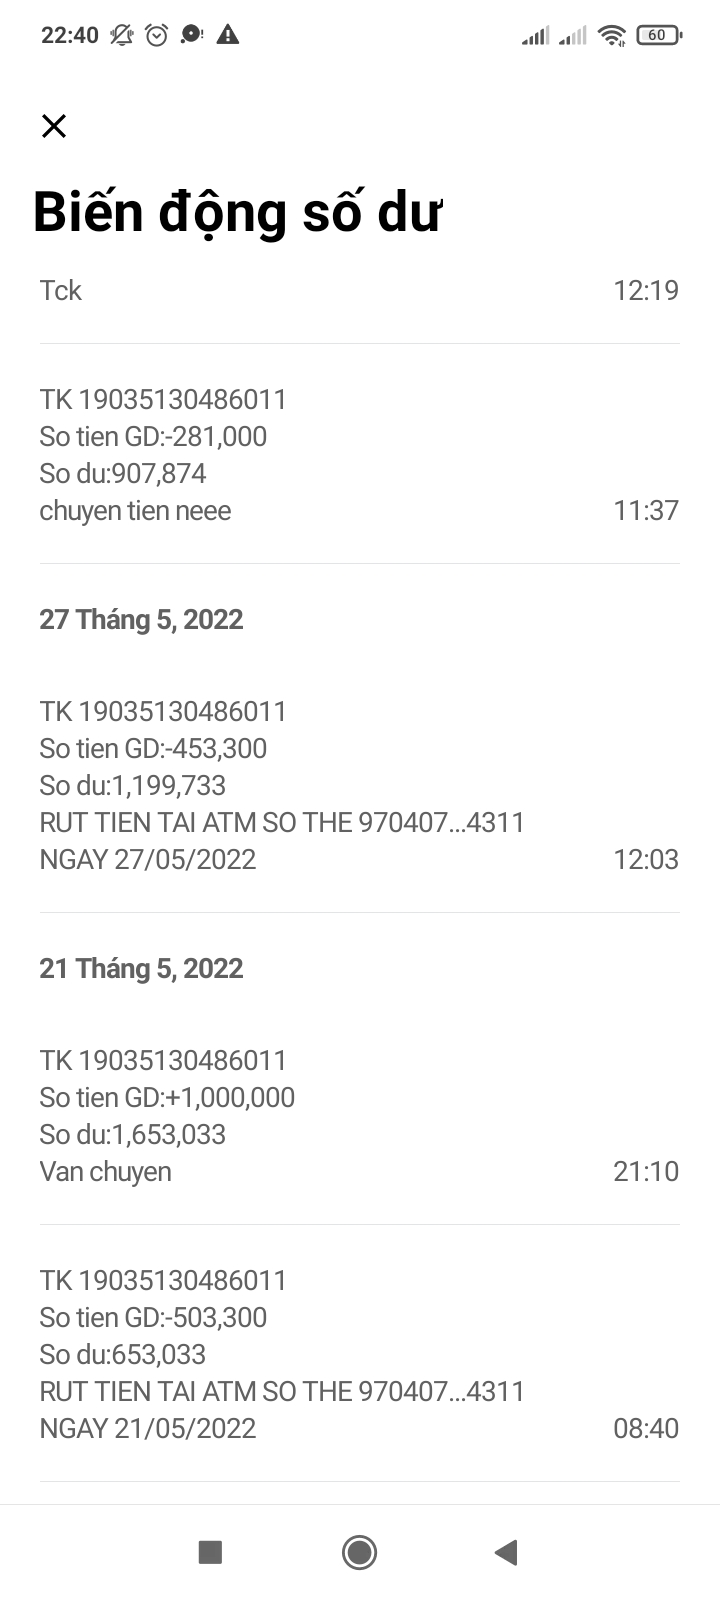 22:40
60
Biến động số dư
Tck 12:19
TK 19035130486011
So tien GD:-281,000
So du:907,874
chuyen tien neee 11:37
27 Tháng 5, 2022
TK 19035130486011
So tien GD:-453,300
So du:1,199,733
RUT TIEN TAI ATM SO THE 970407...4311
NGAY 27/05/2022 12:03
21 Tháng 5, 2022
TK 19035130486011
So tien GD:+1,000,000
So du:1,653,033
Van chuyen 21:10
TK 19035130486011
So tien GD:-503,300
So du:653,033
RUT TIEN TAI ATM SO THE 970407...4311
NGAY 21/05/2022 08:40